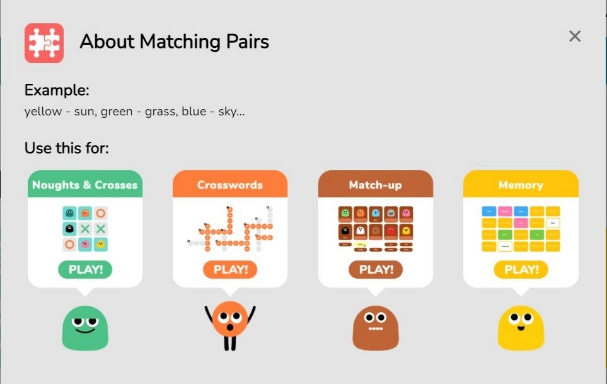 About Matching Pairs
Example:
yellow - sun, green - grass, blue - sky...
Use this for:
Noughts & Crosses
PLAY!
Crosswords
PLAY!
Match-up
PLAY!
Memory
PLAY!